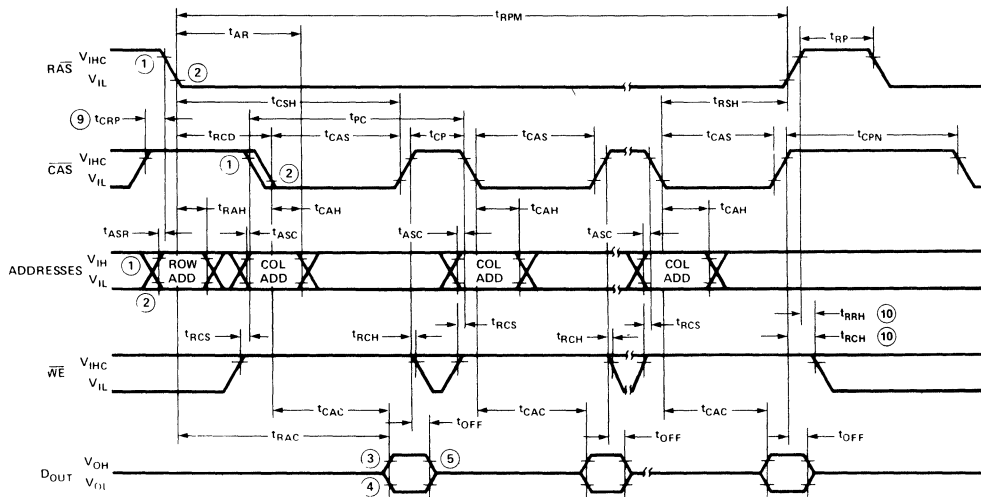 tRPM
tAR
tRP
RAS VIHC VIL
1 2
tCSH
tRSH
9 tCRP
tPC
tRCD tCAS tCP tCAS tCAS tCPN
CAS VIHC VIL
1 2
tRAH tCAH tCAH tCAH
tASR tASC tASC tASC
ADDRESSES VIH VIL
1 2
ROW ADD COL ADD COL ADD COL ADD
tRRH 10
tRCS tRCH tRCS tRCH tRCS tRCH 10
WE VIHC VIL
tCAC tCAC tCAC
tRAC tOFF tOFF tOFF
DOUT VOH VOL
3 5
4